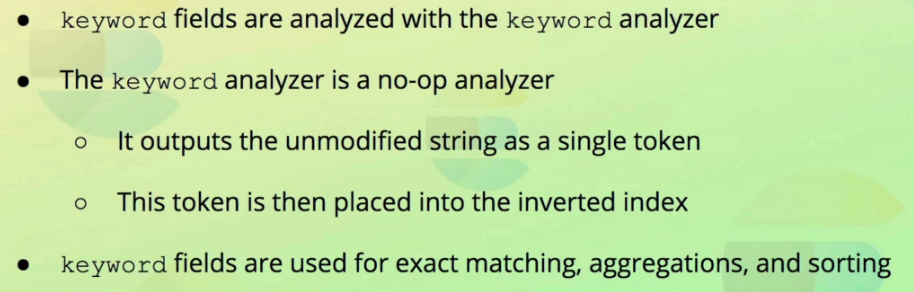 ● keyword fields are analyzed with the keyword analyzer
● The keyword analyzer is a no-op analyzer
○ It outputs the unmodified string as a single token
○ This token is then placed into the inverted index
● keyword fields are used for exact matching, aggregations, and sorting